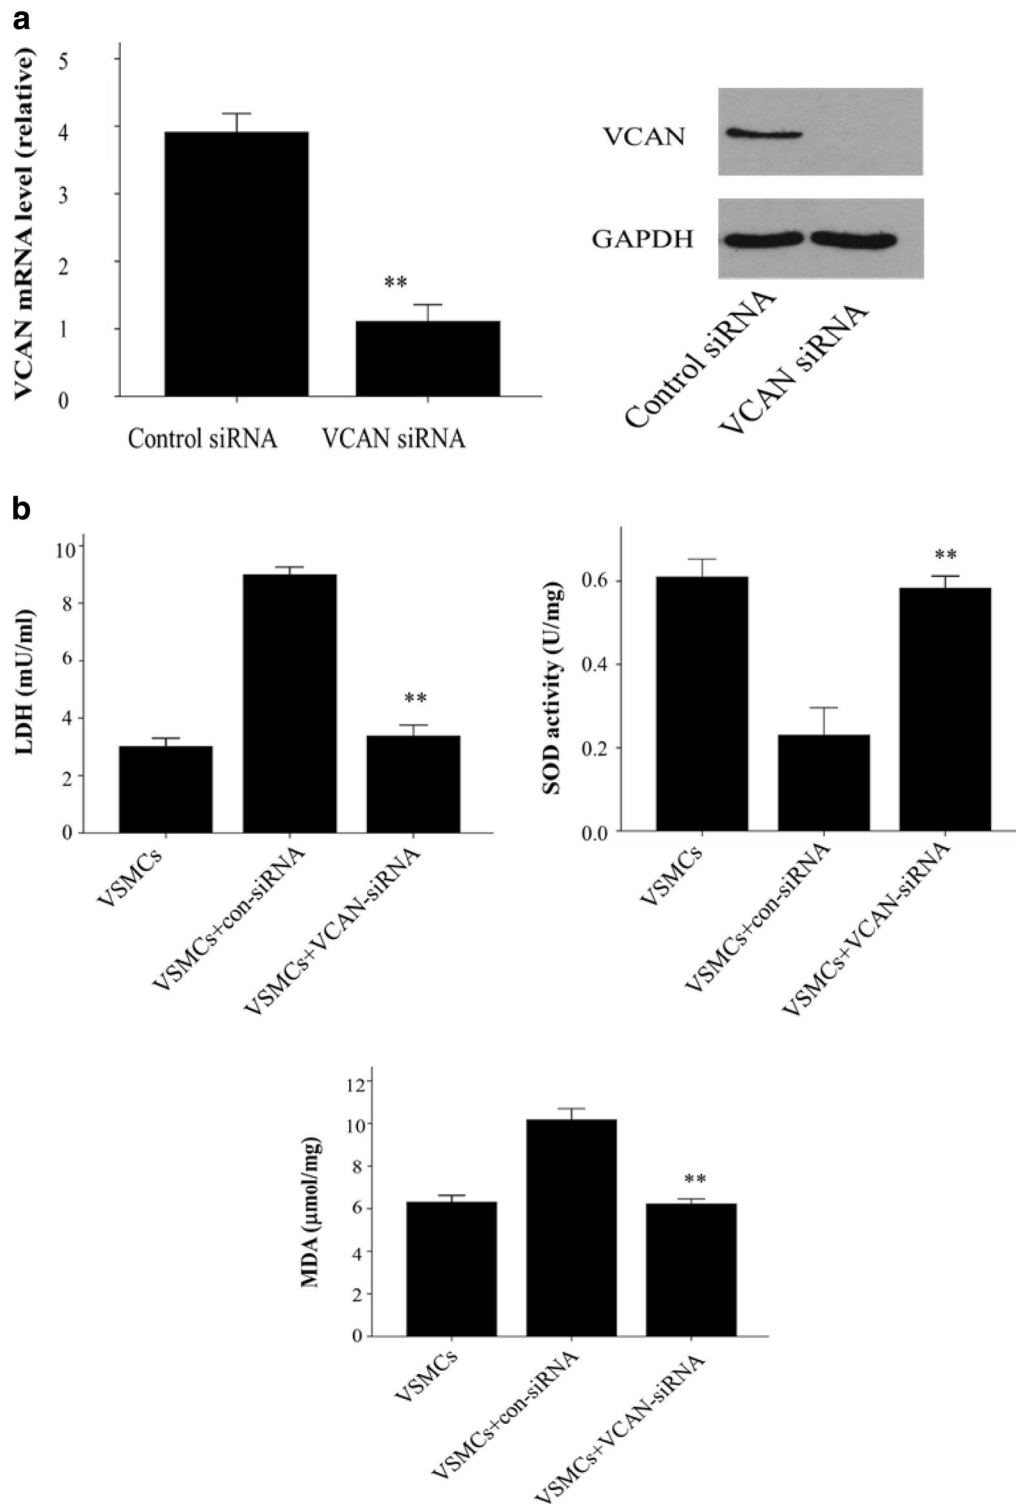 a
VCAN mRNA level (relative)
5
4
3
2
1
0
**
Control siRNA
VCAN siRNA
VCAN
GAPDH
Control siRNA
VCAN siRNA
b
LDH (mU/ml)
10
8
6
4
2
0
**
VSMCs
VSMCs+con-siRNA
VSMCs+VCAN-siRNA
SOD activity (U/mg)
0.6
0.4
0.2
0.0
**
VSMCs
VSMCs+con-siRNA
VSMCs+VCAN-siRNA
MDA (μmol/mg)
12
10
8
6
4
2
0
**
VSMCs
VSMCs+con-siRNA
VSMCs+VCAN-siRNA